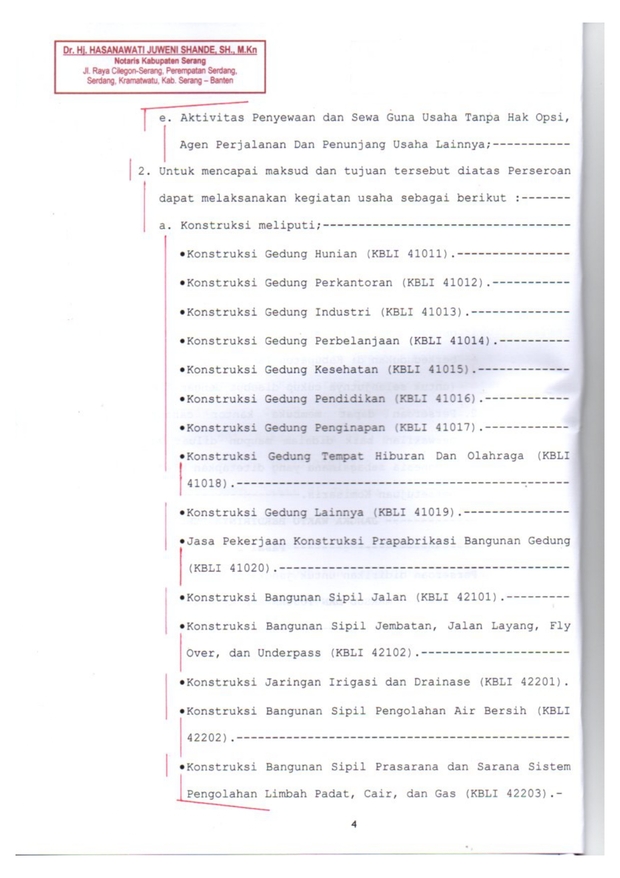 Dr. Hj. HASANAWATI JUWENI SHANDE, SH., M.Kn
Notaris Kabupaten Serang
Jl. Raya Cilegon-Serang, Perempatan Serdang,
Serdang, Kramatwatu, Kab. Serang – Banten
e. Aktivitas Penyewaan dan Sewa Guna Usaha Tanpa Hak Opsi,
Agen Perjalanan Dan Penunjang Usaha Lainnya;-----------
2. Untuk mencapai maksud dan tujuan tersebut diatas Perseroan
dapat melaksanakan kegiatan usaha sebagai berikut :-------
a. Konstruksi meliputi;-----------------------------------
•Konstruksi Gedung Hunian (KBLI 41011).----------------
•Konstruksi Gedung Perkantoran (KBLI 41012).-----------
•Konstruksi Gedung Industri (KBLI 41013).--------------
•Konstruksi Gedung Perbelanjaan (KBLI 41014).----------
•Konstruksi Gedung Kesehatan (KBLI 41015).-------------
•Konstruksi Gedung Pendidikan (KBLI 41016).------------
•Konstruksi Gedung Penginapan (KBLI 41017).------------
•Konstruksi Gedung Tempat Hiburan Dan Olahraga (KBLI
41018).-----------------------------------------------
•Konstruksi Gedung Lainnya (KBLI 41019).---------------
•Jasa Pekerjaan Konstruksi Prapabrikasi Bangunan Gedung
(KBLI 41020).-----------------------------------------
•Konstruksi Bangunan Sipil Jalan (KBLI 42101).---------
•Konstruksi Bangunan Sipil Jembatan, Jalan Layang, Fly
Over, dan Underpass (KBLI 42102).---------------------
•Konstruksi Jaringan Irigasi dan Drainase (KBLI 42201).
•Konstruksi Bangunan Sipil Pengolahan Air Bersih (KBLI
42202).-----------------------------------------------
•Konstruksi Bangunan Sipil Prasarana dan Sarana Sistem
Pengolahan Limbah Padat, Cair, dan Gas (KBLI 42203).-
4